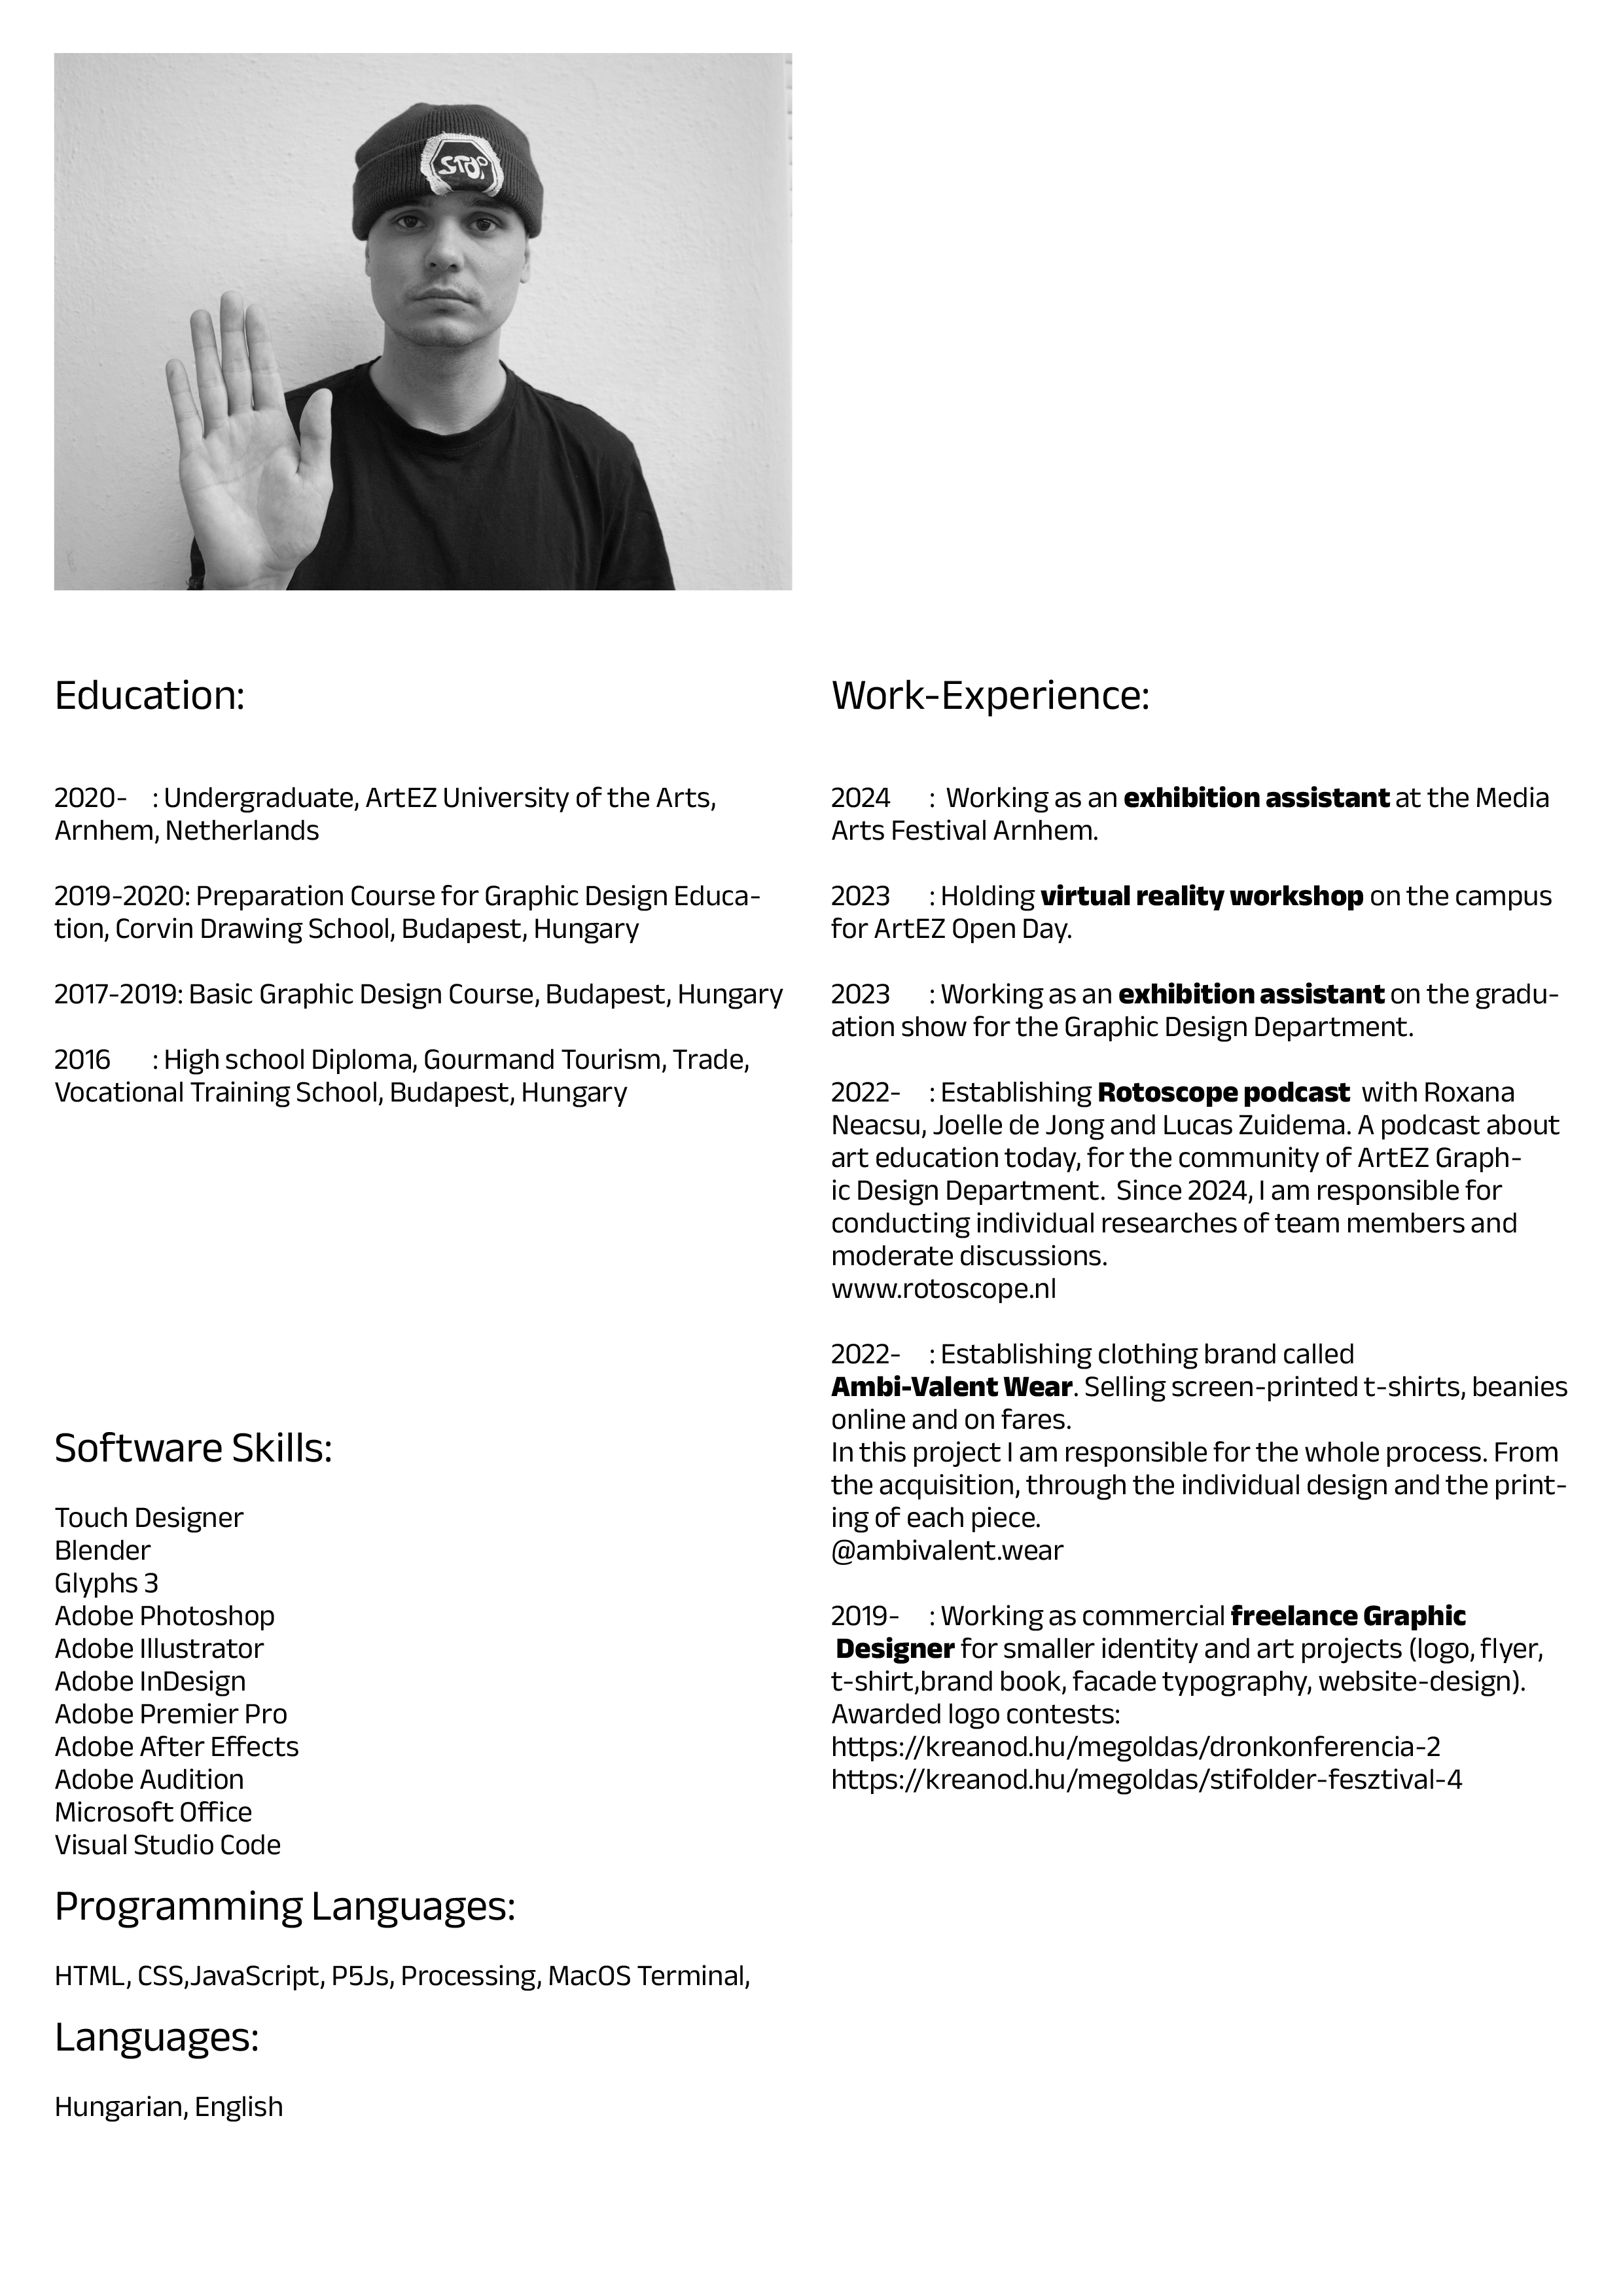 STOP
Education:
2020- : Undergraduate, ArtEZ University of the Arts,
Arnhem, Netherlands
2019-2020: Preparation Course for Graphic Design Educa-
tion, Corvin Drawing School, Budapest, Hungary
2017-2019: Basic Graphic Design Course, Budapest, Hungary
2016 : High school Diploma, Gourmand Tourism, Trade,
Vocational Training School, Budapest, Hungary
Software Skills:
Touch Designer
Blender
Glyphs 3
Adobe Photoshop
Adobe Illustrator
Adobe InDesign
Adobe Premier Pro
Adobe After Effects
Adobe Audition
Microsoft Office
Visual Studio Code
Programming Languages:
HTML, CSS,JavaScript, P5Js, Processing, MacOS Terminal,
Languages:
Hungarian, English
Work-Experience:
2024 : Working as an exhibition assistant at the Media
Arts Festival Arnhem.
2023 : Holding virtual reality workshop on the campus
for ArtEZ Open Day.
2023 : Working as an exhibition assistant on the gradu-
ation show for the Graphic Design Department.
2022- : Establishing Rotoscope podcast with Roxana
Neacsu, Joelle de Jong and Lucas Zuidema. A podcast about
art education today, for the community of ArtEZ Graph-
ic Design Department. Since 2024, I am responsible for
conducting individual researches of team members and
moderate discussions.
www.rotoscope.nl
2022- : Establishing clothing brand called
Ambi-Valent Wear. Selling screen-printed t-shirts, beanies
online and on fares.
In this project I am responsible for the whole process. From
the acquisition, through the individual design and the print-
ing of each piece.
@ambivalent.wear
2019- : Working as commercial freelance Graphic
Designer for smaller identity and art projects (logo, flyer,
t-shirt,brand book, facade typography, website-design).
Awarded logo contests:
https://kreanod.hu/megoldas/dronkonferencia-2
https://kreanod.hu/megoldas/stifolder-fesztival-4